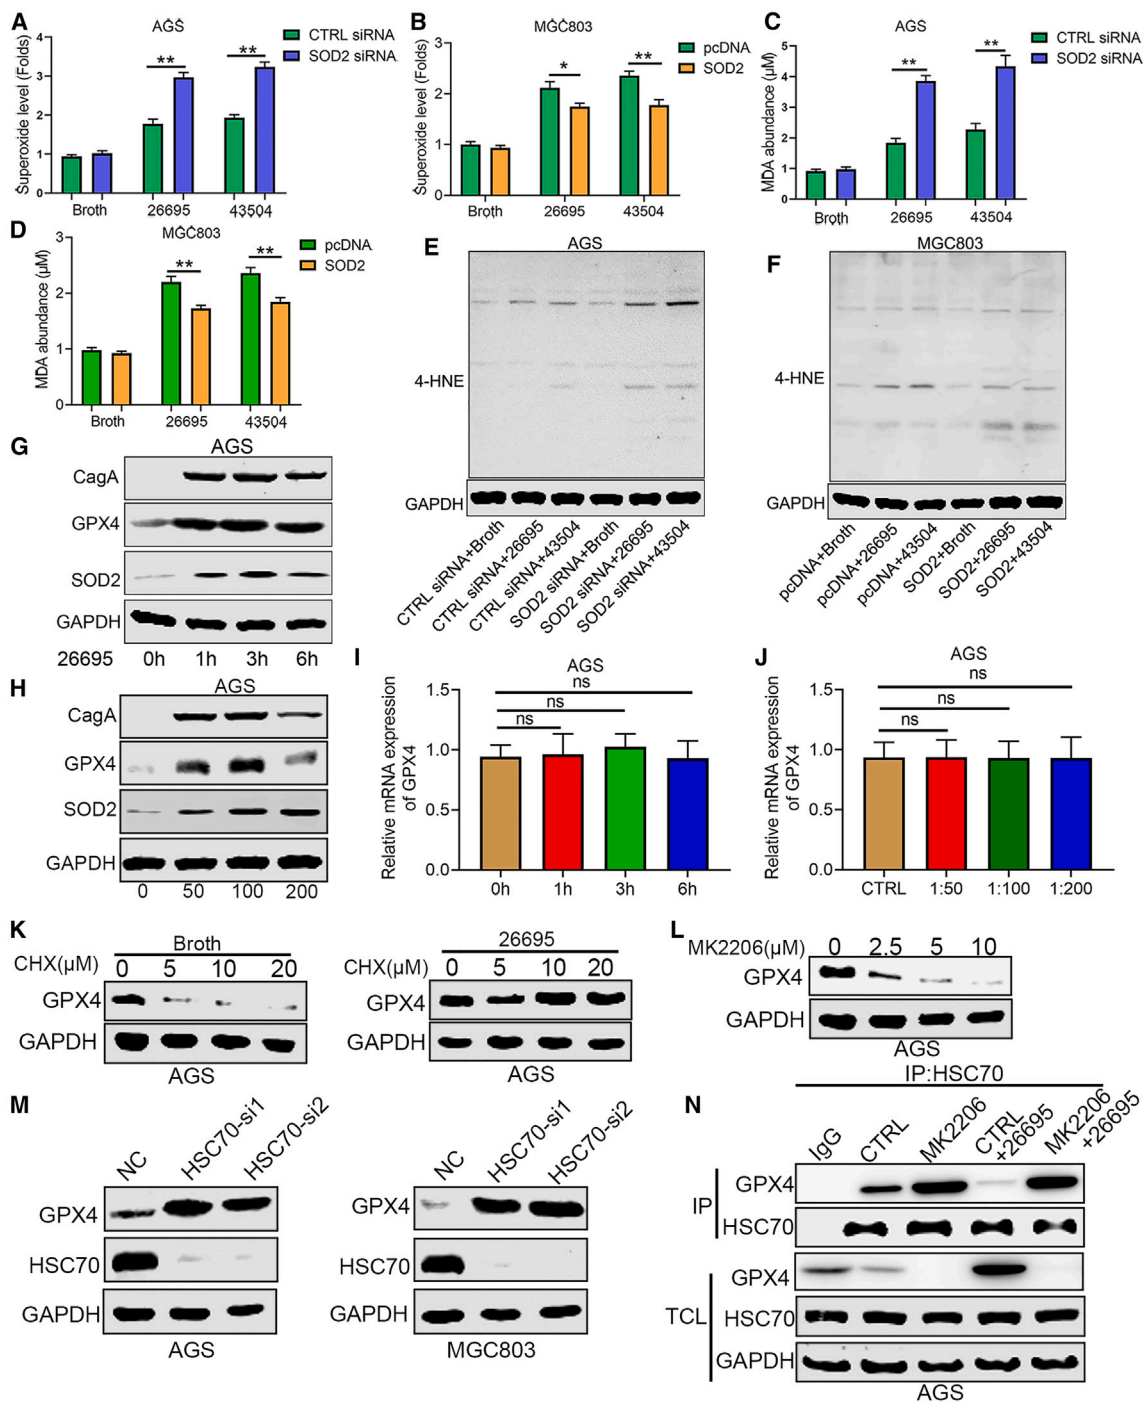 A
AGS
CTRL siRNA
SOD2 siRNA
Superoxide level (Folds)
4
3
2
1
0
**
**
Broth
26695
43504
B
MGC803
pcDNA
SOD2
Superoxide level (Folds)
3
2
1
0
*
**
Broth
26695
43504
C
AGS
CTRL siRNA
SOD2 siRNA
MDA abundance (μM)
5
4
3
2
1
0
**
**
Broth
26695
43504
D
MGC803
pcDNA
SOD2
MDA abundance (μM)
3
2
1
0
**
**
Broth
26695
43504
E
AGS
4-HNE
GAPDH
CTRL siRNA+Broth
CTRL siRNA+26695
CTRL siRNA+43504
SOD2 siRNA+Broth
SOD2 siRNA+26695
SOD2 siRNA+43504
F
MGC803
4-HNE
GAPDH
pcDNA+Broth
pcDNA+26695
pcDNA+43504
SOD2+Broth
SOD2+26695
SOD2+43504
G
AGS
CagA
GPX4
SOD2
GAPDH
26695 0h 1h 3h 6h
H
AGS
CagA
GPX4
SOD2
GAPDH
0 50 100 200
I
AGS
Relative mRNA expression
of GPX4
1.5
1.0
0.5
0.0
ns
ns
ns
0h 1h 3h 6h
J
AGS
Relative mRNA expression
of GPX4
1.5
1.0
0.5
0.0
ns
ns
ns
CTRL 1:50 1:100 1:200
K
Broth
CHX(μM) 0 5 10 20
GPX4
GAPDH
AGS
26695
CHX(μM) 0 5 10 20
GPX4
GAPDH
AGS
L
MK2206(μM) 0 2.5 5 10
GPX4
GAPDH
AGS
M
NC HSC70-si1 HSC70-si2
GPX4
HSC70
GAPDH
AGS
NC HSC70-si1 HSC70-si2
GPX4
HSC70
GAPDH
MGC803
N
IP:HSC70
IgG
CTRL
MK2206
CTRL
+26695
MK2206
+26695
IP
GPX4
HSC70
TCL
GPX4
HSC70
GAPDH
AGS